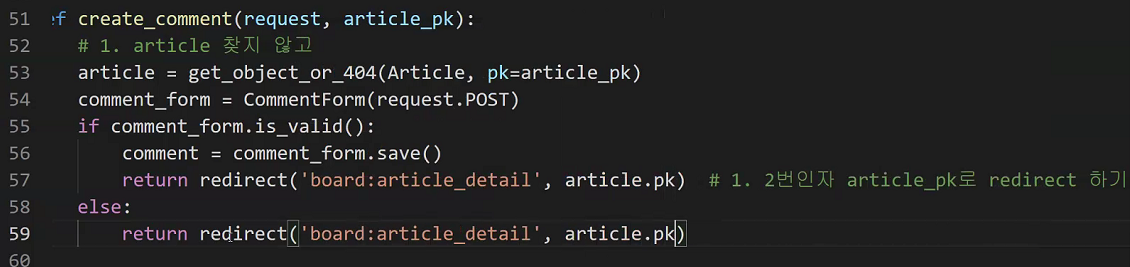 51 ef create_comment(request, article_pk):
52 # 1. article 찾지 않고
53 article = get_object_or_404(Article, pk=article_pk)
54 comment_form = CommentForm(request.POST)
55 if comment_form.is_valid():
56 comment = comment_form.save()
57 return redirect('board:article_detail', article.pk) # 1. 2번인자 article_pk로 redirect 하기
58 else:
59 return redirect('board:article_detail', article.pk)
60